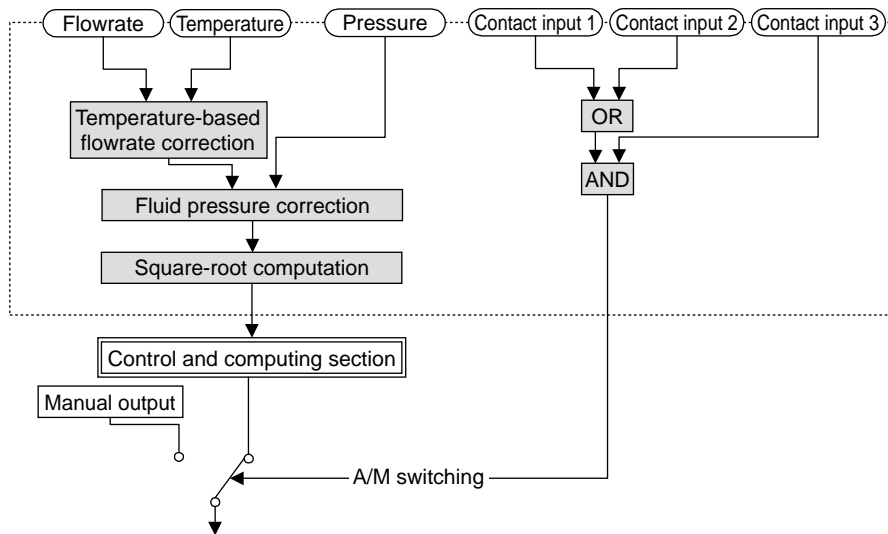 Flowrate
Temperature
Pressure
Contact input 1
Contact input 2
Contact input 3
Temperature-based
flowrate correction
OR
AND
Fluid pressure correction
Square-root computation
Control and computing section
Manual output
A/M switching